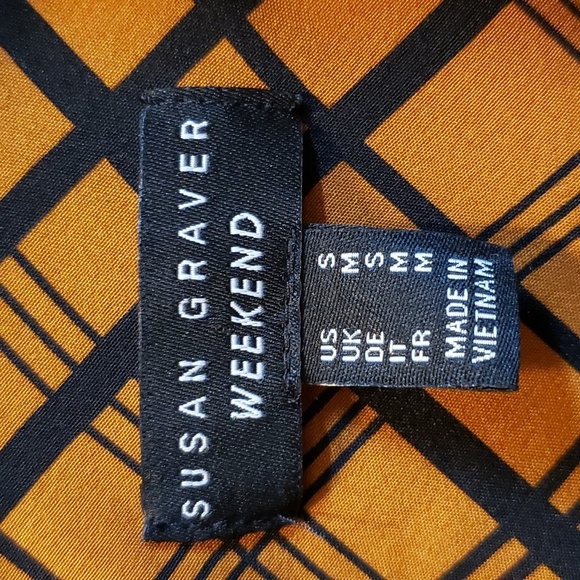 SUSAN GRAVER
WEEKEND
US S
UK M
DE S
IT M
FR M
MADE IN
VIETNAM